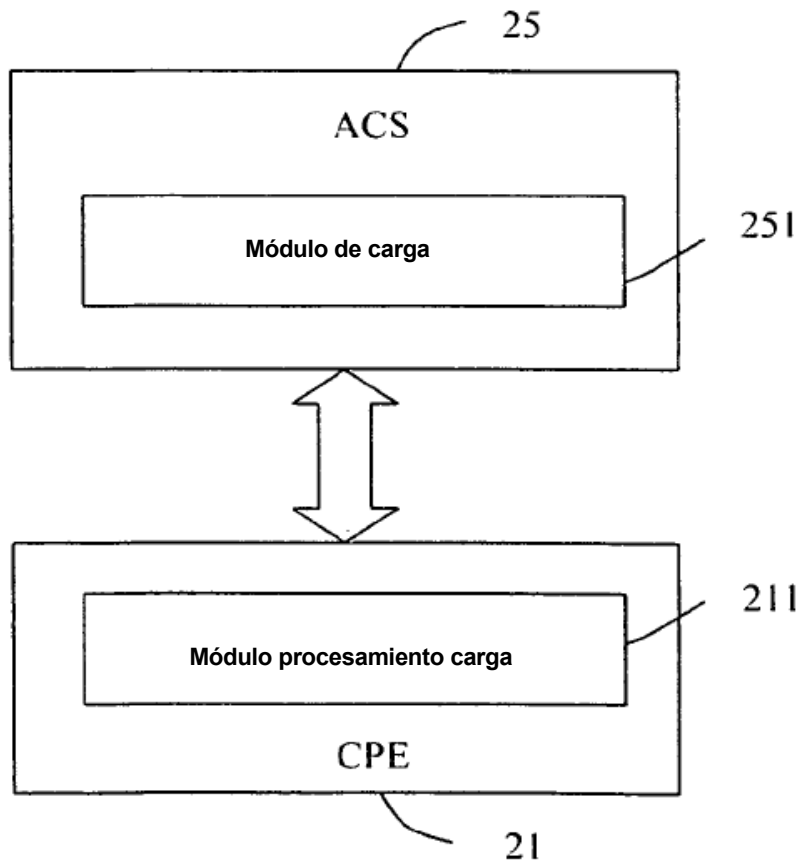 25
ACS
Módulo de carga
251
211
Módulo procesamiento carga
CPE
21